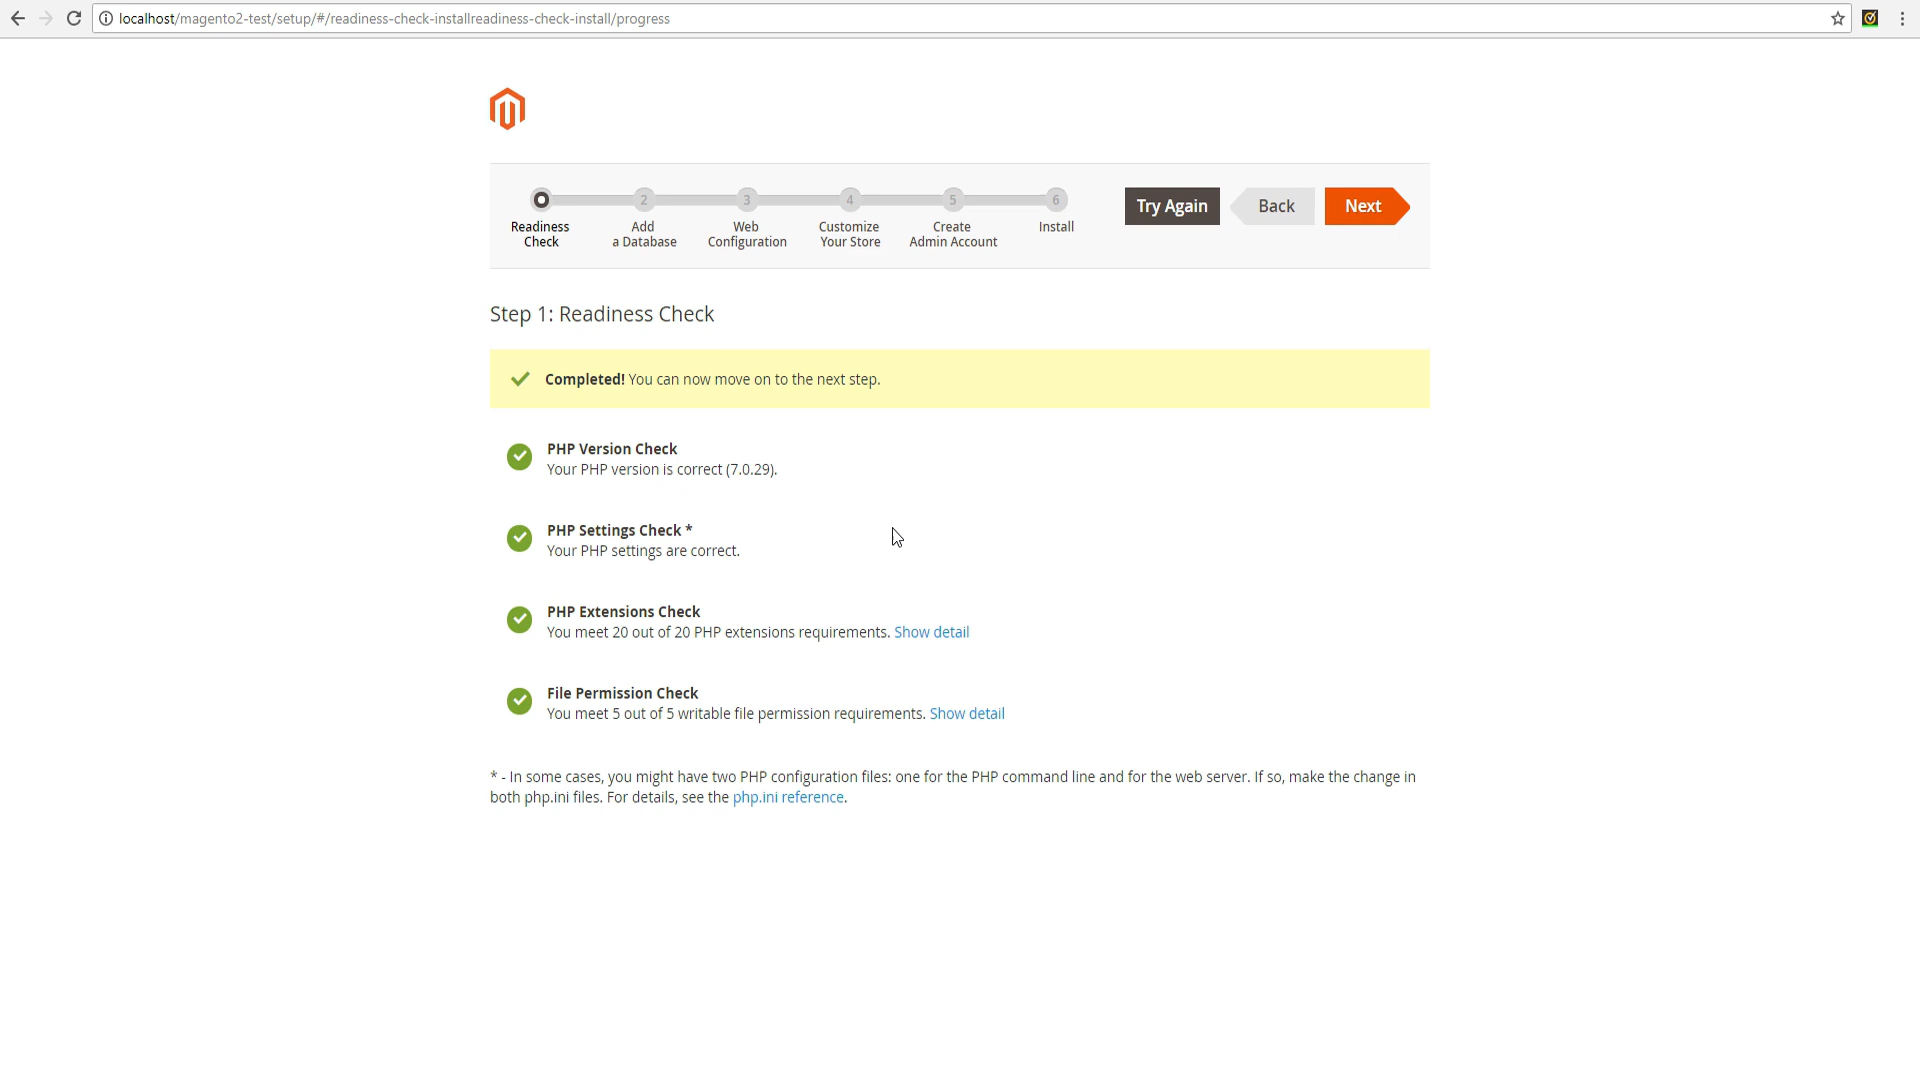 localhost/magento2-test/setup/#/readiness-check-installreadiness-check-install/progress
2 3 4 5 6
Readiness Check
Add a Database
Web Configuration
Customize Your Store
Create Admin Account
Install
Try Again
Back
Next
Step 1: Readiness Check
Completed! You can now move on to the next step.
PHP Version Check
Your PHP version is correct (7.0.29).
PHP Settings Check *
Your PHP settings are correct.
PHP Extensions Check
You meet 20 out of 20 PHP extensions requirements. Show detail
File Permission Check
You meet 5 out of 5 writable file permission requirements. Show detail
* - In some cases, you might have two PHP configuration files: one for the PHP command line and for the web server. If so, make the change in
both php.ini files. For details, see the php.ini reference.